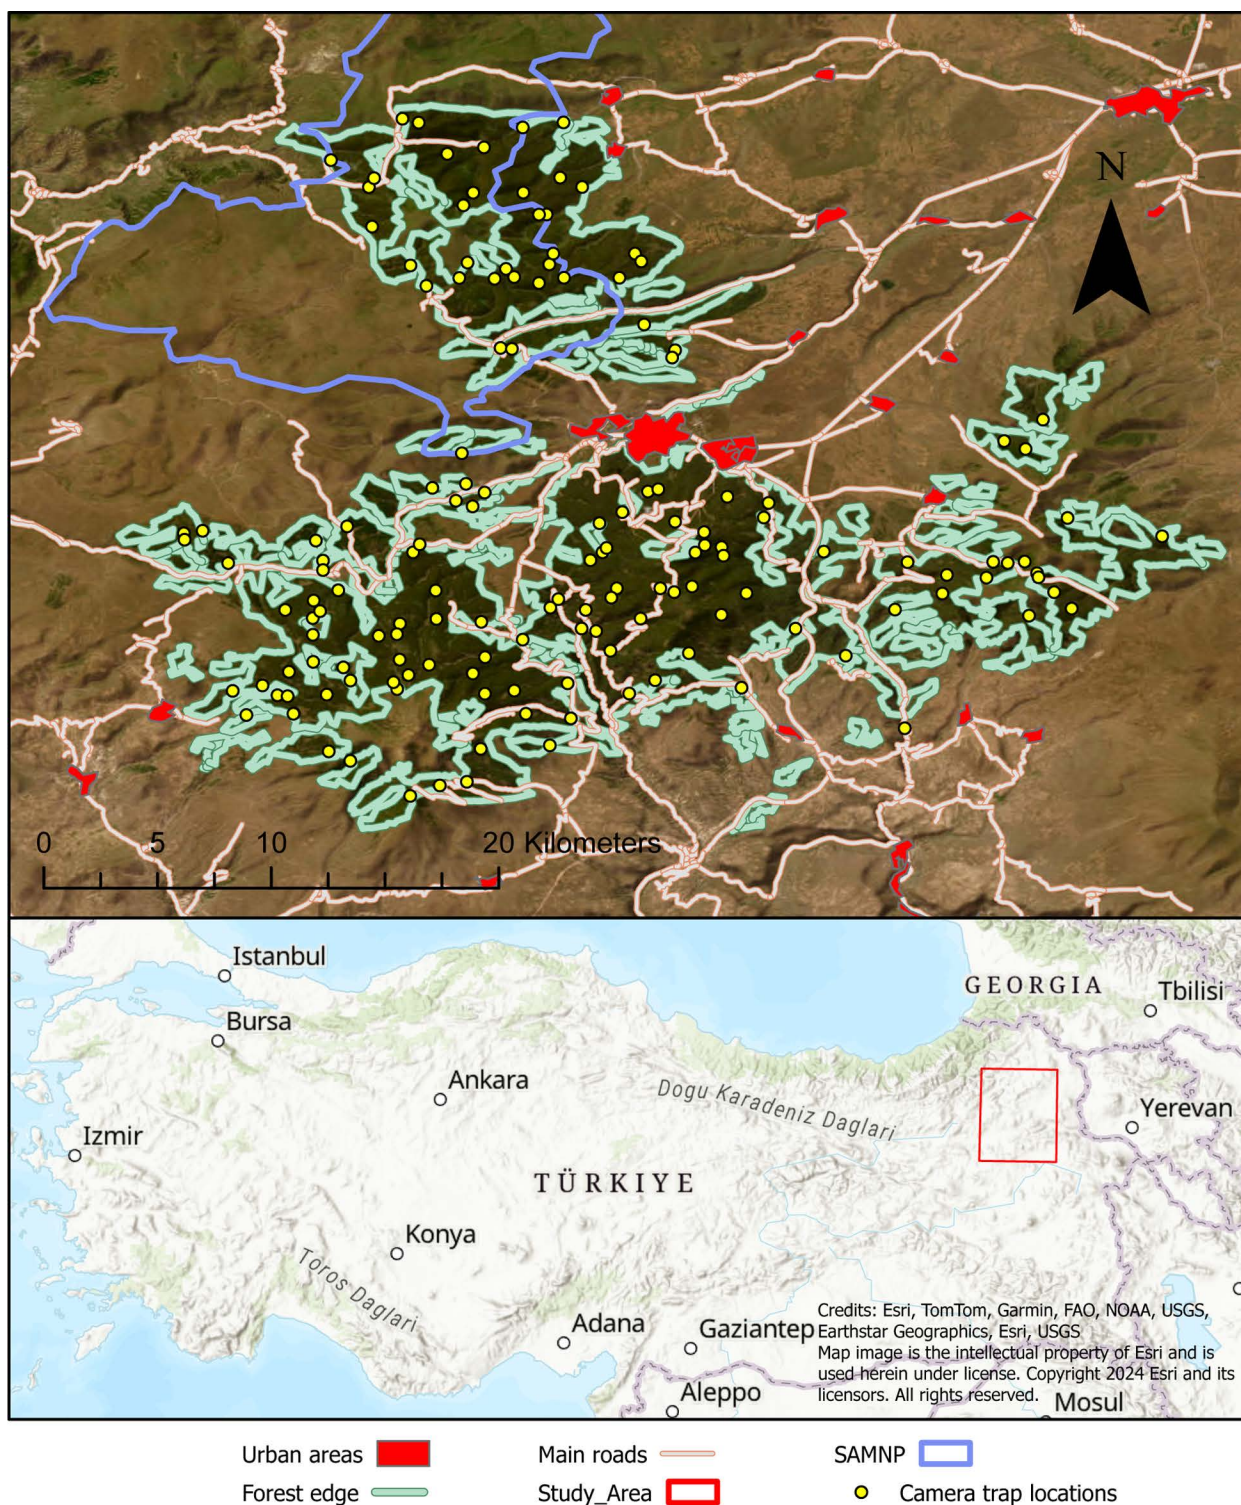 N
0 5 10 20 Kilometers
Istanbul
GEORGIA
Tbilisi
Bursa
Ankara
Dogu Karadeniz Daglari
Yerevan
Izmir
TÜRKIYE
Konya
Toros Daglari
Adana
Gaziantep
Aleppo
Mosul
Credits: Esri, TomTom, Garmin, FAO, NOAA, USGS,
Earthstar Geographics, Esri, USGS
Map image is the intellectual property of Esri and is
used herein under license. Copyright 2024 Esri and its
licensors. All rights reserved.
Urban areas Main roads SAMNP
Forest edge Study_Area Camera trap locations